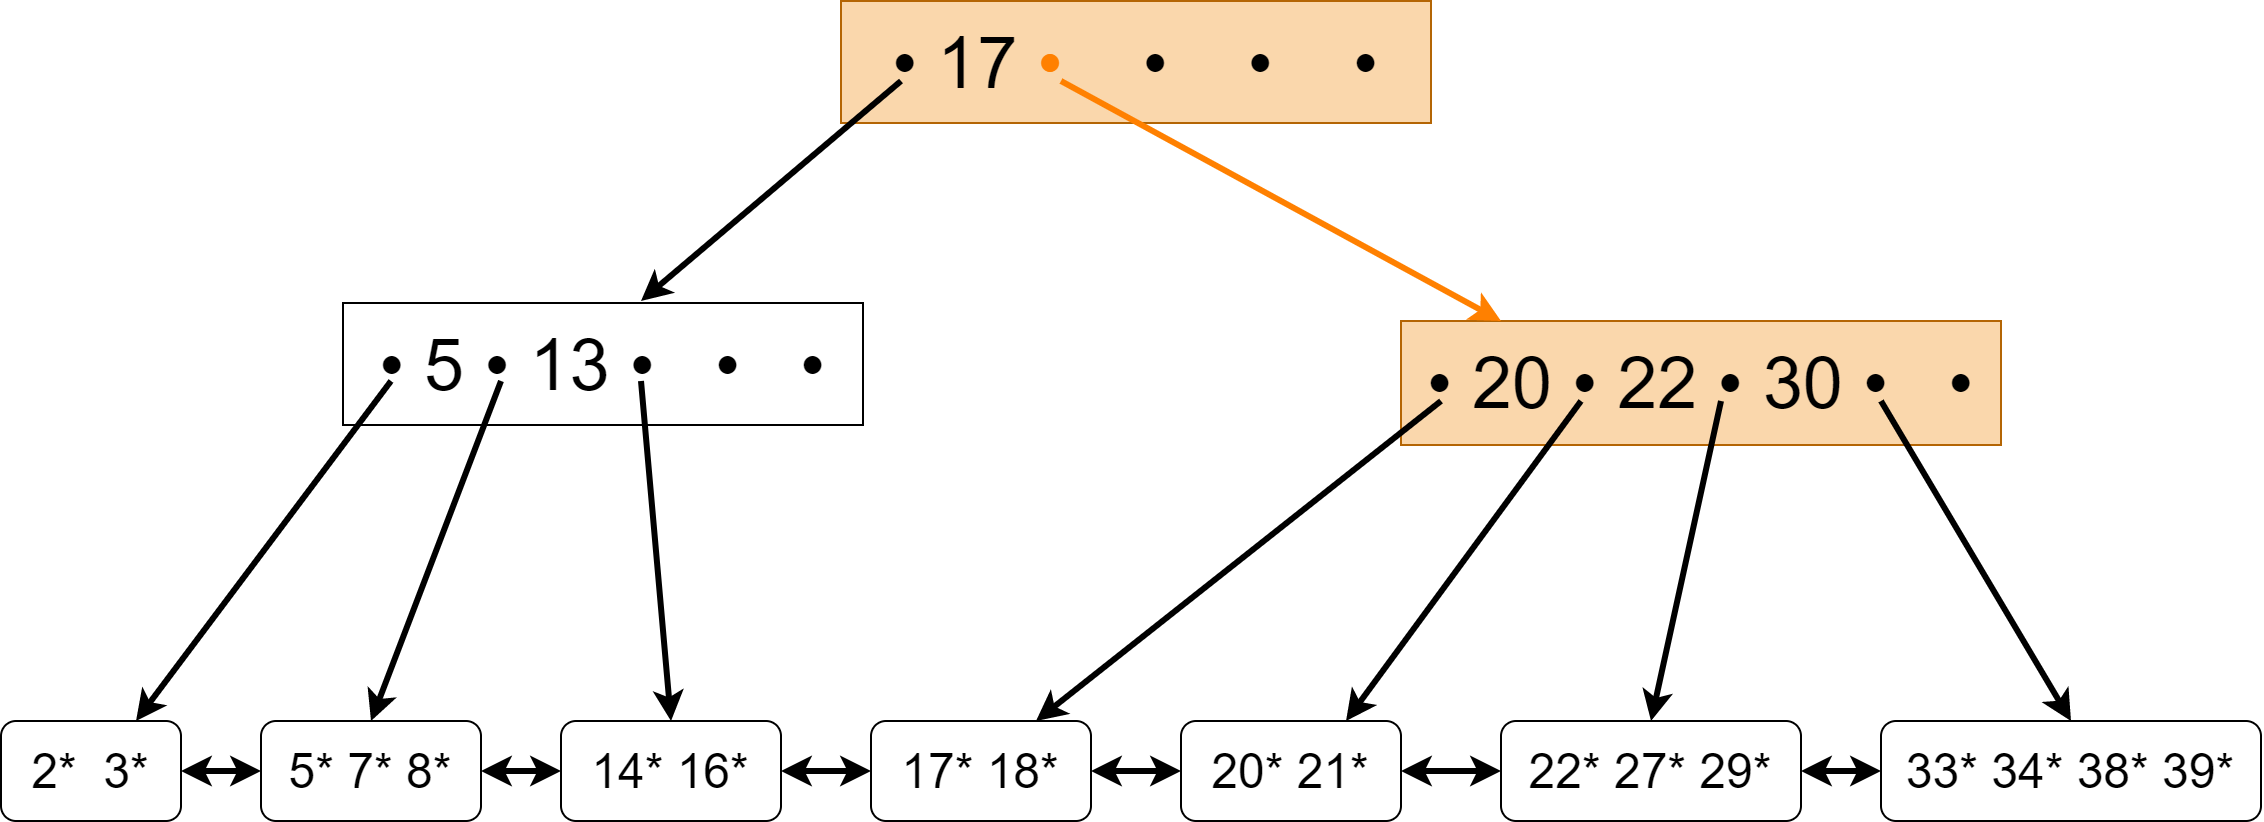 • 17 • • • •
• 5 • 13 • • •
• 20 • 22 • 30 • •
2* 3*
5* 7* 8*
14* 16*
17* 18*
20* 21*
22* 27* 29*
33* 34* 38* 39*